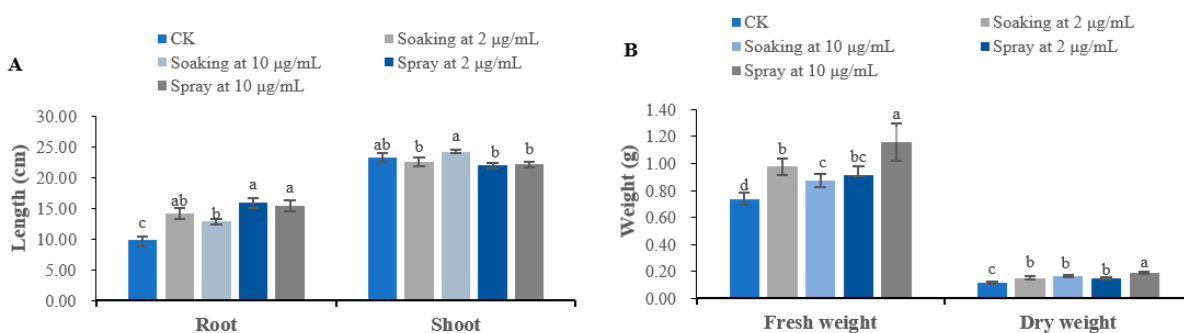 A
CK
Soaking at 2 µg/mL
Soaking at 10 µg/mL
Spray at 2 µg/mL
Spray at 10 µg/mL
Length (cm)
30.00
25.00
20.00
15.00
10.00
5.00
0.00
c ab b a a
ab b a b b
Root Shoot
B
CK
Soaking at 2 µg/mL
Soaking at 10 µg/mL
Spray at 2 µg/mL
Spray at 10 µg/mL
Weight (g)
1.40
1.20
1.00
0.80
0.60
0.40
0.20
0.00
d b c bc a
c b b b a
Fresh weight Dry weight